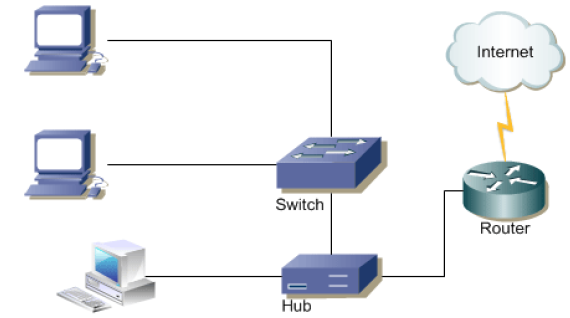 Internet
Switch
Router
Hub